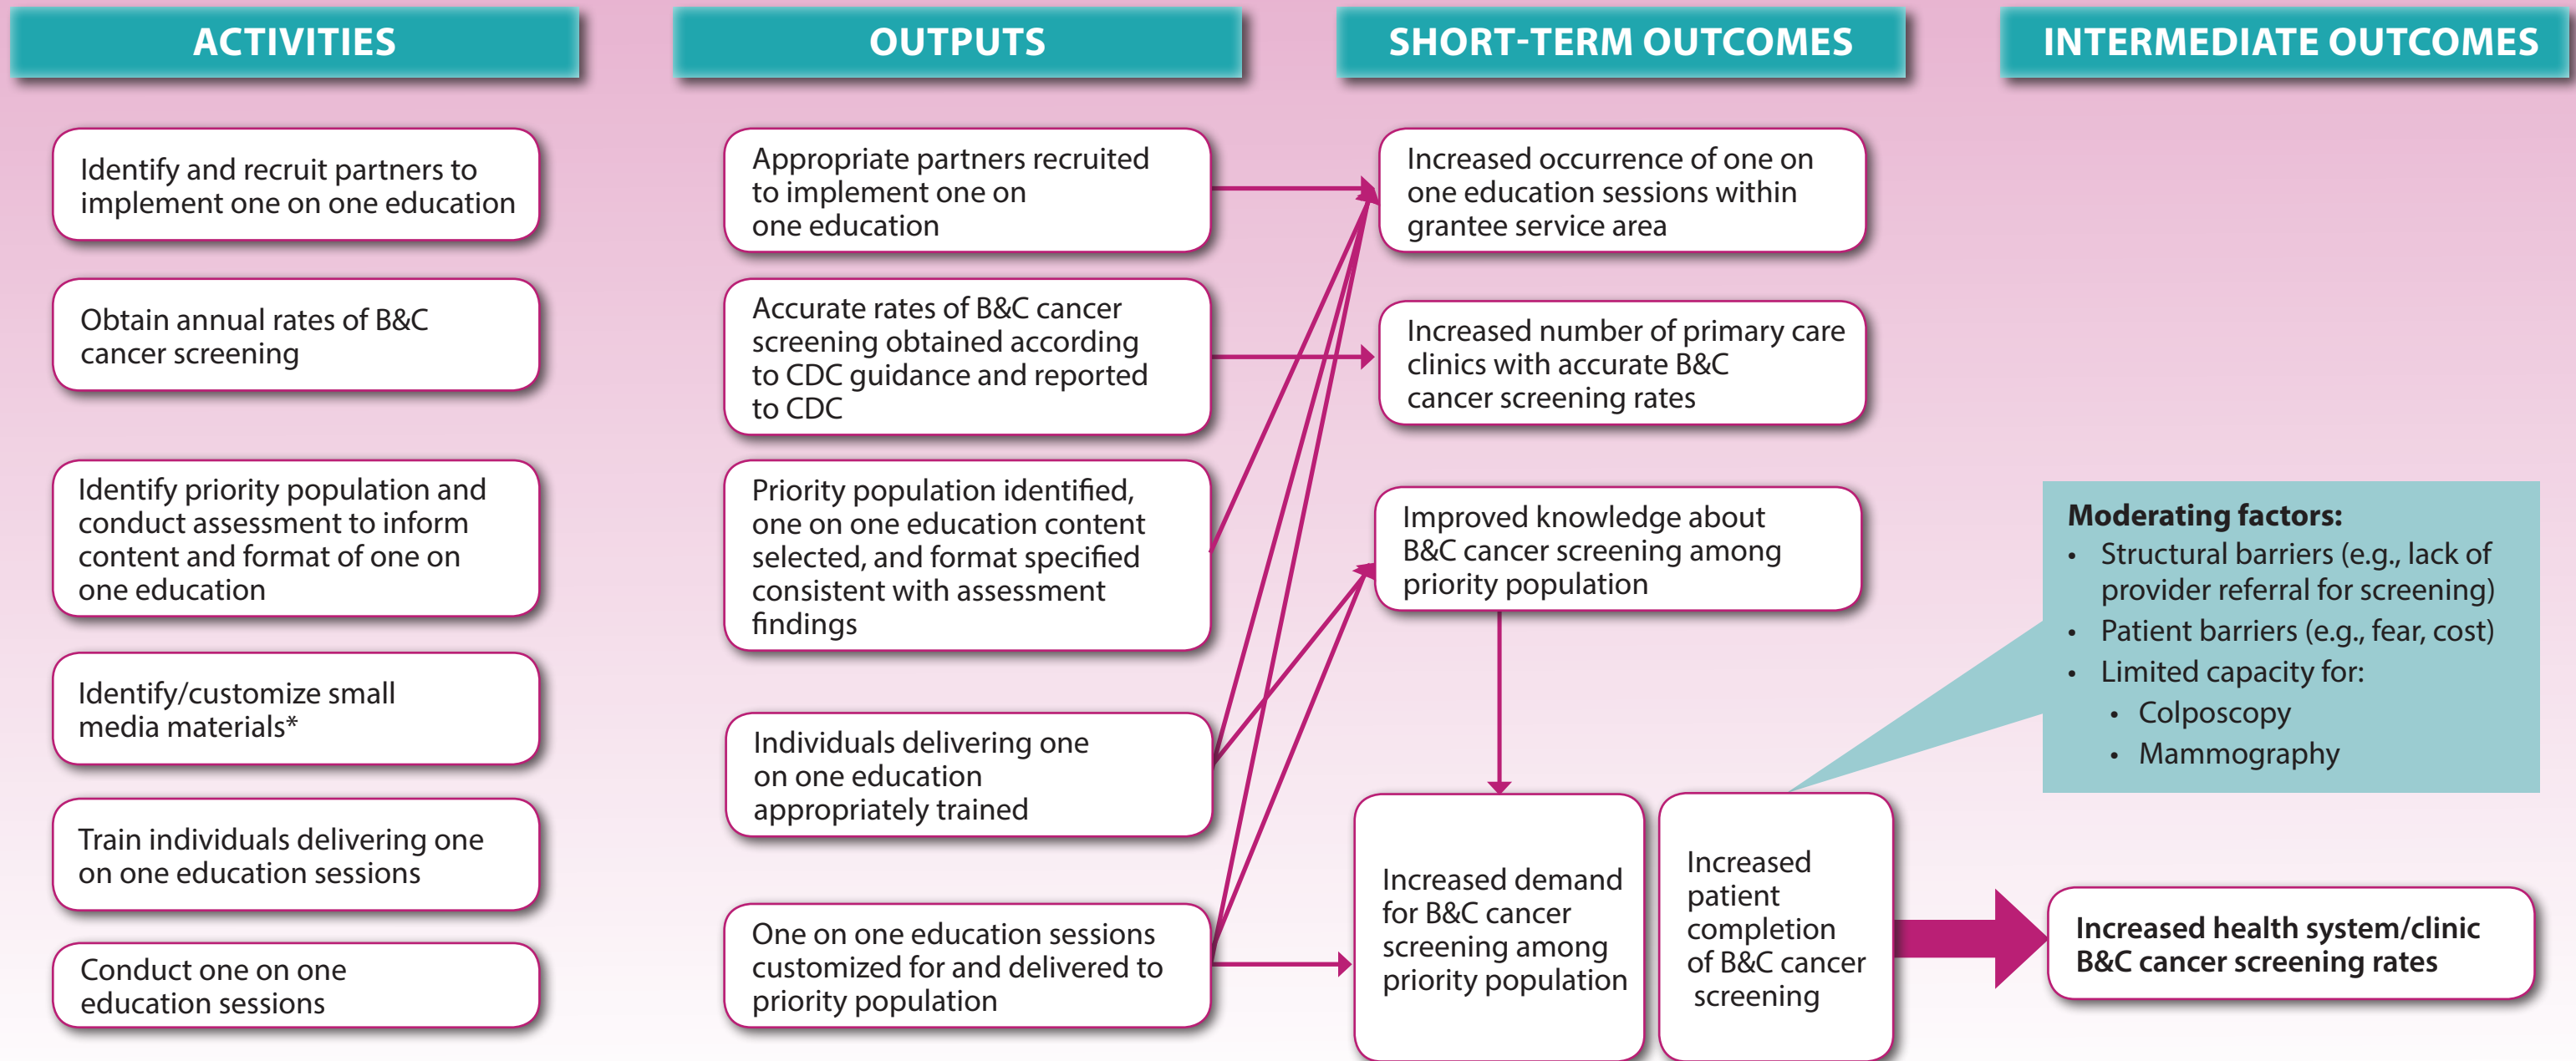 ACTIVITIES
Identify and recruit partners to
implement one on one education
Obtain annual rates of B&C
cancer screening
Identify priority population and
conduct assessment to inform
content and format of one on
one education
Identify/customize small
media materials*
Train individuals delivering one
on one education sessions
Conduct one on one
education sessions
OUTPUTS
Appropriate partners recruited
to implement one on
one education
Accurate rates of B&C cancer
screening obtained according
to CDC guidance and reported
to CDC
Priority population identified,
one on one education content
selected, and format specified
consistent with assessment
findings
Individuals delivering one
on one education
appropriately trained
One on one education sessions
customized for and delivered to
priority population
SHORT-TERM OUTCOMES
Increased occurrence of one on
one education sessions within
grantee service area
Increased number of primary care
clinics with accurate B&C
cancer screening rates
Improved knowledge about
B&C cancer screening among
priority population
Increased demand
for B&C cancer
screening among
priority population
Increased
patient
completion
of B&C cancer
screening
INTERMEDIATE OUTCOMES
Moderating factors:
• Structural barriers (e.g., lack of
provider referral for screening)
• Patient barriers (e.g., fear, cost)
• Limited capacity for:
• Colposcopy
• Mammography
Increased health system/clinic
B&C cancer screening rates